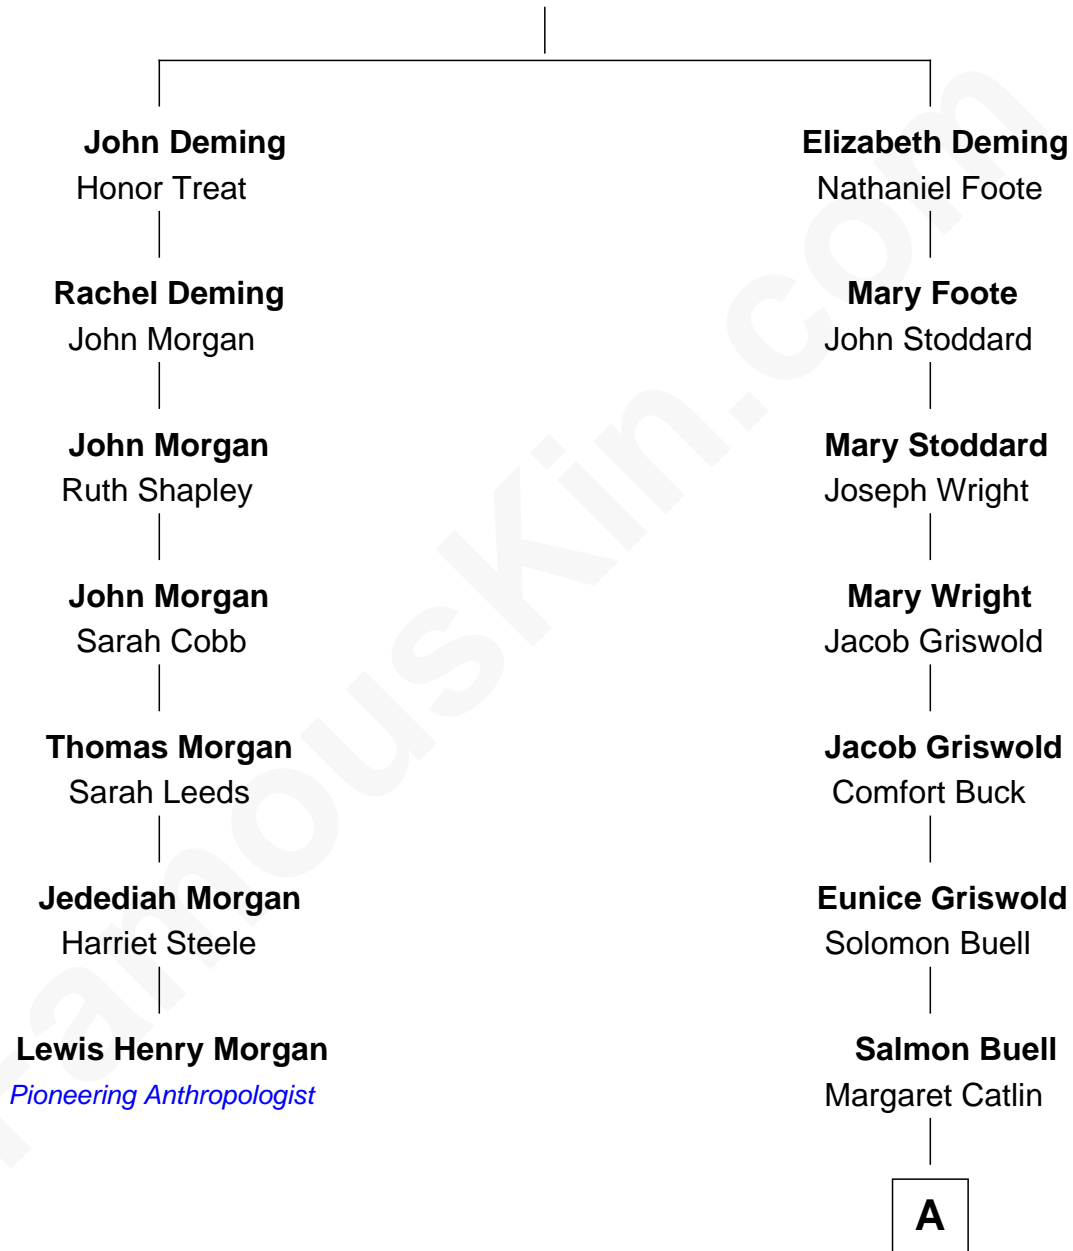 John Deming
Honor Treat
Rachel Deming
John Morgan
John Morgan
Ruth Shapley
John Morgan
Sarah Cobb
Thomas Morgan
Sarah Leeds
Jedediah Morgan
Harriet Steele
Lewis Henry Morgan
Pioneering Anthropologist
Elizabeth Deming
Nathaniel Foote
Mary Foote
John Stoddard
Mary Stoddard
Joseph Wright
Mary Wright
Jacob Griswold
Jacob Griswold
Comfort Buck
Eunice Griswold
Solomon Buell
Salmon Buell
Margaret Catlin
A
FamousKin.com